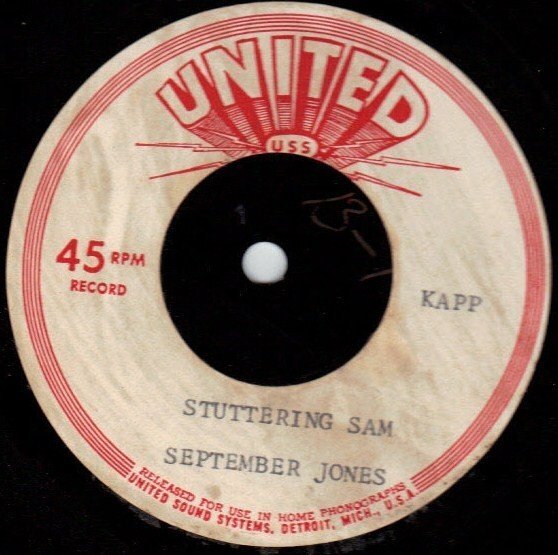 UNITED
USS
45 RPM
RECORD
KAPP
STUTTERING SAM
SEPTEMBER JONES
RELEASED FOR USE IN HOME PHONOGRAPHS
UNITED SOUND SYSTEMS, DETROIT, MICH., U.S.A.